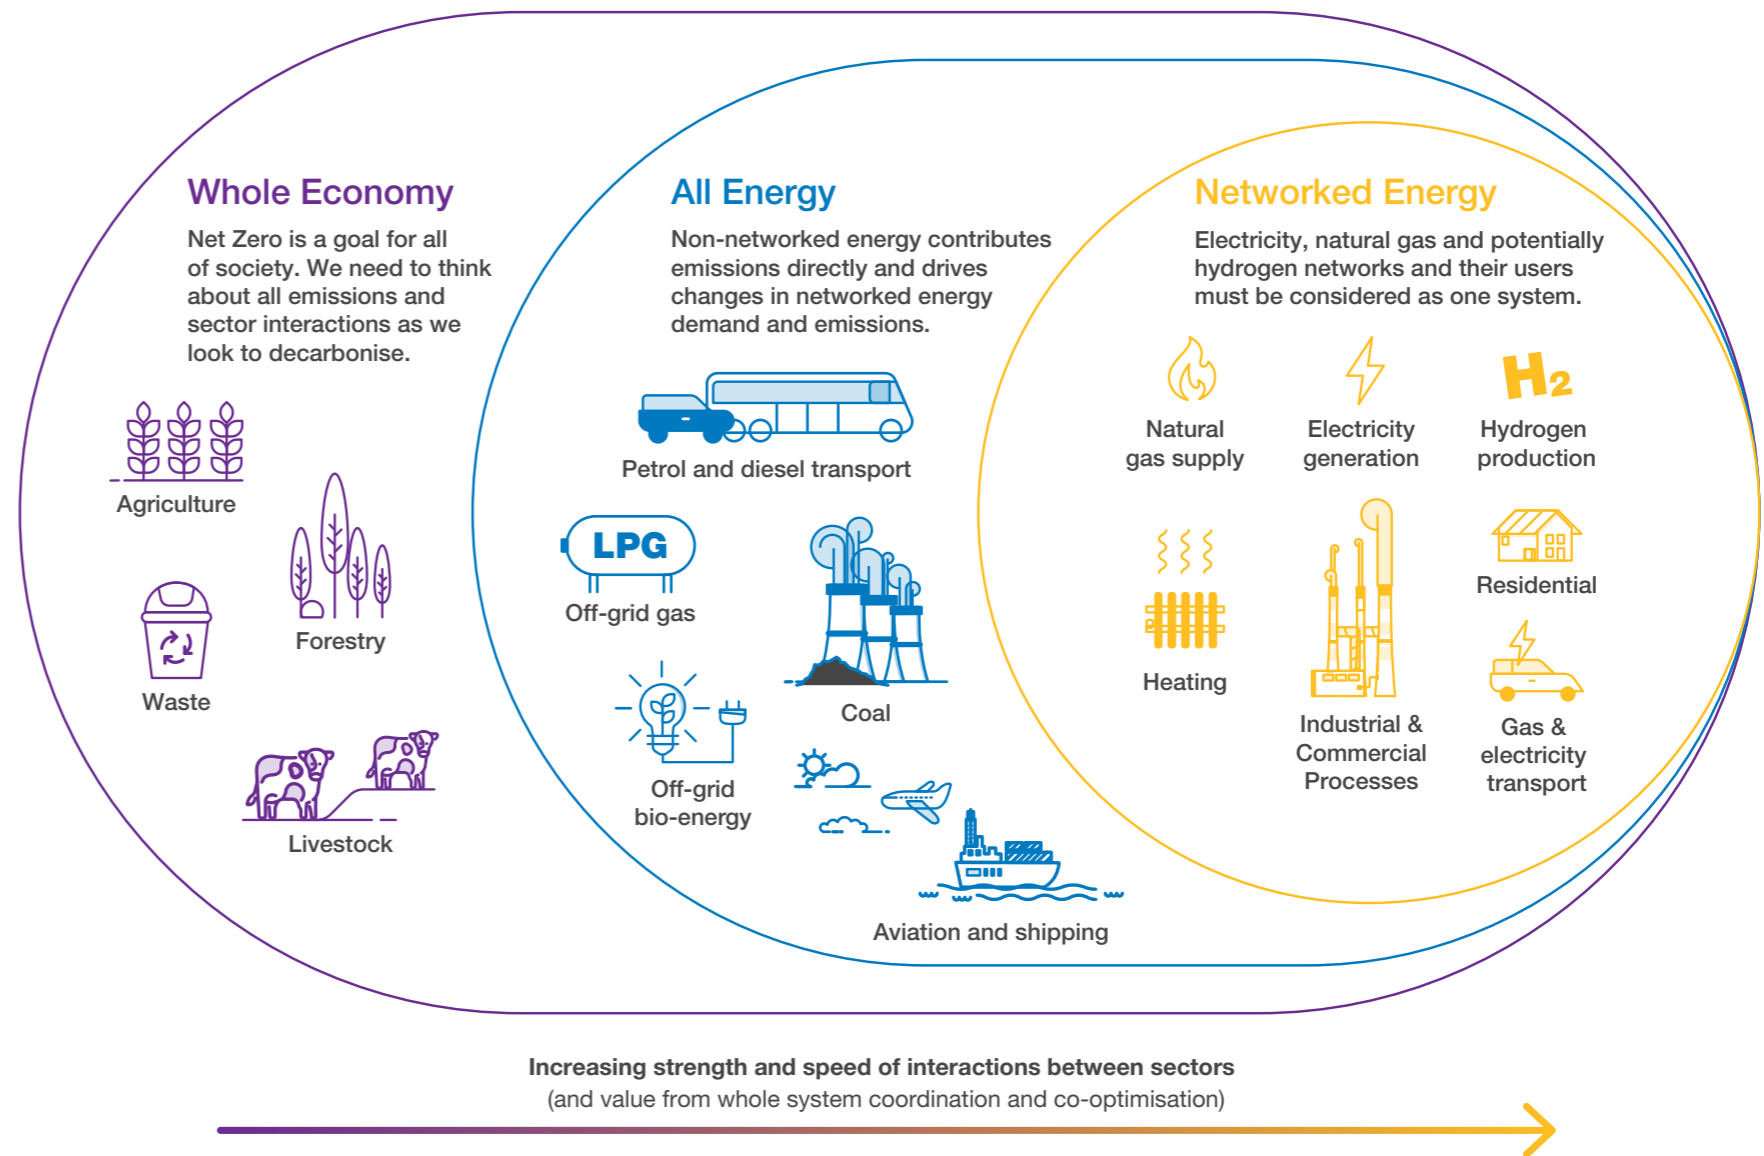 Whole Economy
Net Zero is a goal for all
of society. We need to think
about all emissions and
sector interactions as we
look to decarbonise.
Agriculture
Forestry
Waste
Livestock
All Energy
Non-networked energy contributes
emissions directly and drives
changes in networked energy
demand and emissions.
Petrol and diesel transport
LPG
Off-grid gas
Coal
Off-grid
bio-energy
Aviation and shipping
Networked Energy
Electricity, natural gas and potentially
hydrogen networks and their users
must be considered as one system.
Natural
gas supply
Electricity
generation
H2
Hydrogen
production
Heating
Industrial &
Commercial
Processes
Residential
Gas &
electricity
transport
Increasing strength and speed of interactions between sectors
(and value from whole system coordination and co-optimisation)